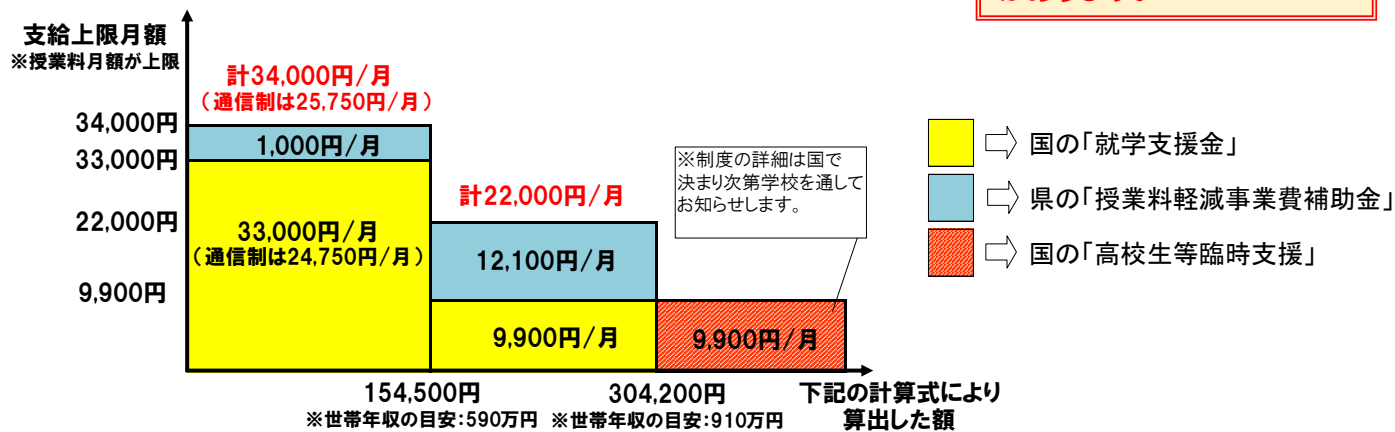 支給上限月額
※授業料月額が上限
計34,000円/月
（通信制は25,750円/月）
34,000円
1,000円/月
33,000円
33,000円/月
（通信制は24,750円/月）
計22,000円/月
22,000円
12,100円/月
9,900円
9,900円/月
9,900円/月
※制度の詳細は国で
決まり次第学校を通して
お知らせします。
154,500円
※世帯年収の目安:590万円
304,200円
※世帯年収の目安:910万円
下記の計算式により
算出した額
国の「就学支援金」
県の「授業料軽減事業費補助金」
国の「高校生等臨時支援」